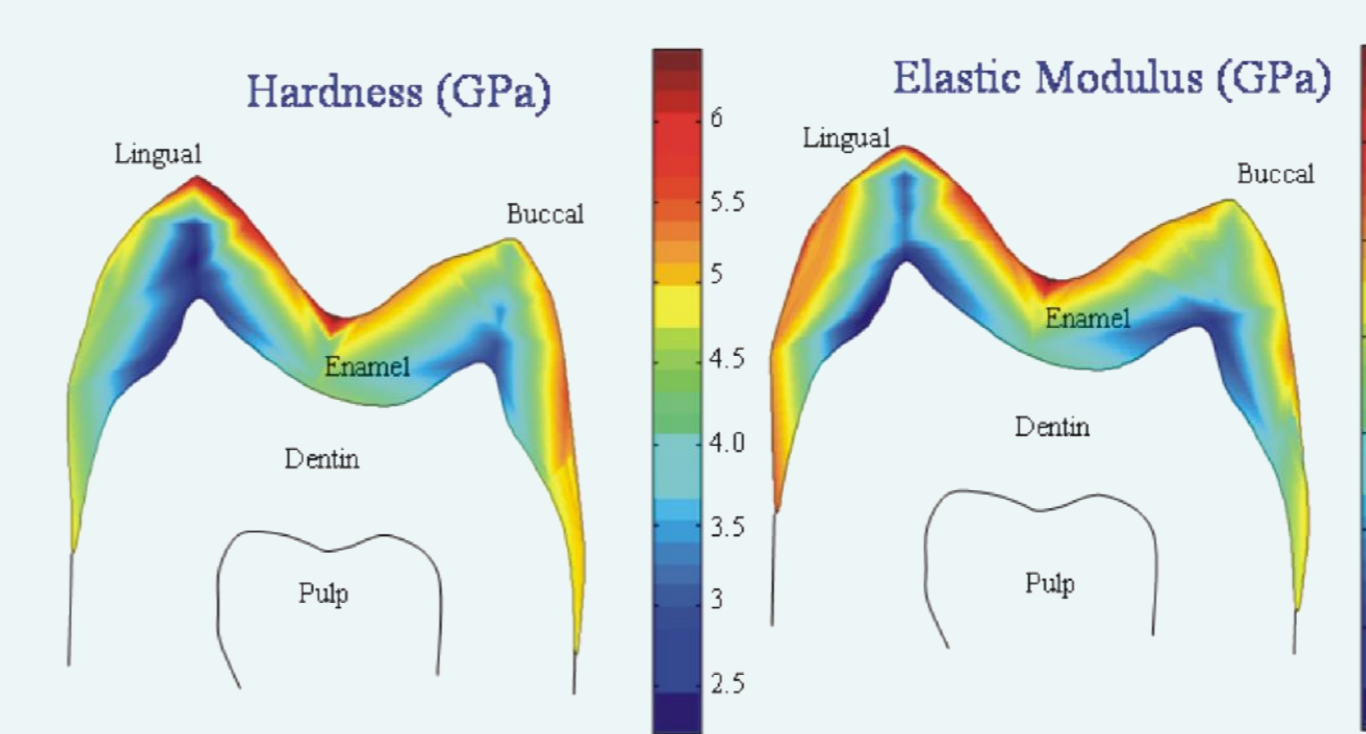 Hardness (GPa)
Lingual
Buccal
Enamel
Dentin
Pulp
6
5.5
5
4.5
4.0
3.5
3
2.5
Elastic Modulus (GPa)
Lingual
Buccal
Enamel
Dentin
Pulp